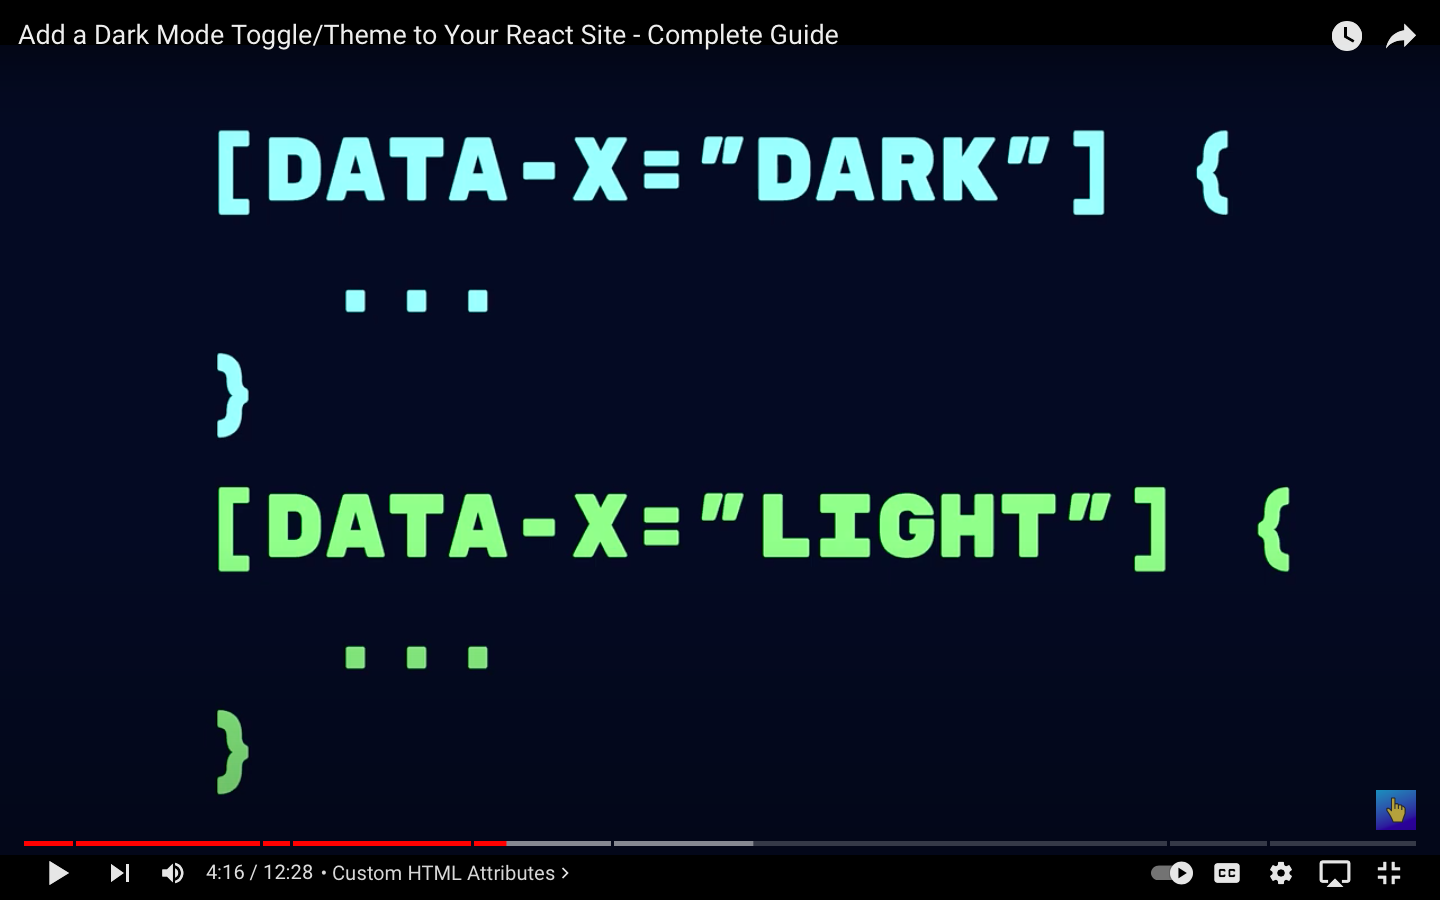 Add a Dark Mode Toggle/Theme to Your React Site - Complete Guide
[DATA-X="DARK"] {
...
}
[DATA-X="LIGHT"] {
...
}
4:16 / 12:28 • Custom HTML Attributes >
CC